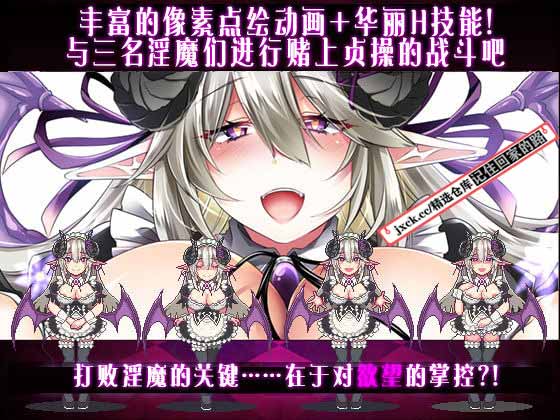 丰富的像素点绘动画＋华丽H技能!
与三名淫魔们进行赌上贞操的战斗吧
jxck.cc/精选仓库记住回家的路
打败淫魔的关键……在于对欲望的掌控?!